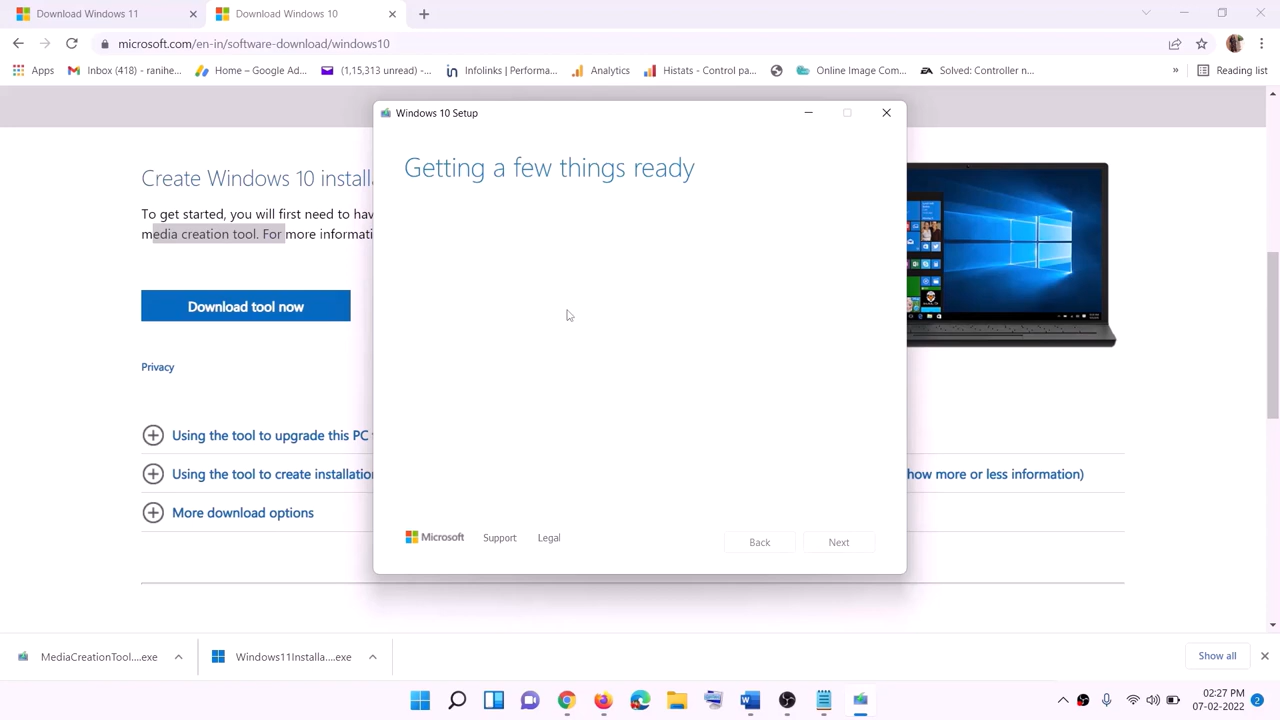 Download Windows 11
Download Windows 10
microsoft.com/en-in/software-download/windows10
Apps
Inbox (418) - ranihe...
Home – Google Ad...
(1,15,313 unread) -...
Infolinks | Performa...
Analytics
Histats - Control pa...
Online Image Com...
Solved: Controller n...
»
Reading list
Windows 10 Setup
Getting a few things ready
Create Windows 10 install
To get started, you will first need to hav
media creation tool. For more informati
Download tool now
Privacy
Using the tool to upgrade this PC
Using the tool to create installation
how more or less information)
More download options
Microsoft
Support
Legal
Back
Next
MediaCreationTool....exe
Windows11Installa....exe
Show all
02:27 PM
07-02-2022
2